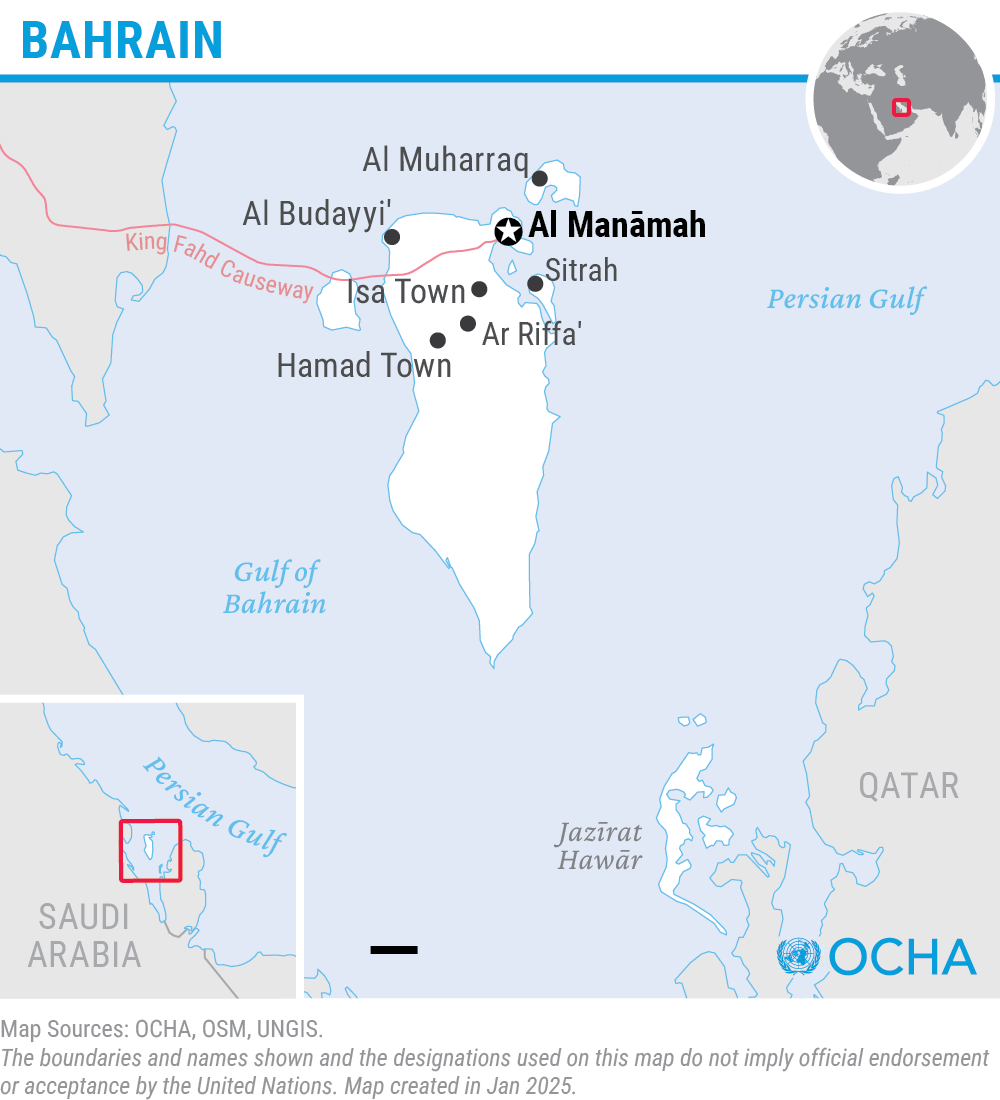 BAHRAIN
Al Muharraq
Al Budayyi'
Al Manāmah
King Fahd Causeway
Sitrah
Isa Town
Persian Gulf
Ar Riffa'
Hamad Town
Gulf of
Bahrain
Persian Gulf
QATAR
Jazīrat
Hawār
SAUDI
ARABIA
OCHA
Map Sources: OCHA, OSM, UNGIS.
The boundaries and names shown and the designations used on this map do not imply official endorsement
or acceptance by the United Nations. Map created in Jan 2025.